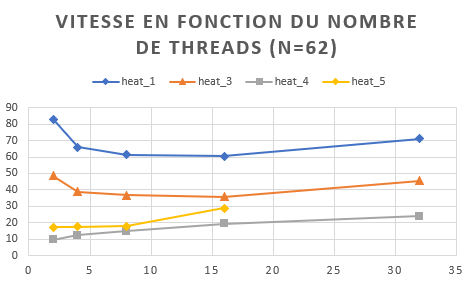 VITESSE EN FONCTION DU NOMBRE
DE THREADS (N=62)
heat_1 heat_3 heat_4 heat_5
90
80
70
60
50
40
30
20
10
0
0 5 10 15 20 25 30 35